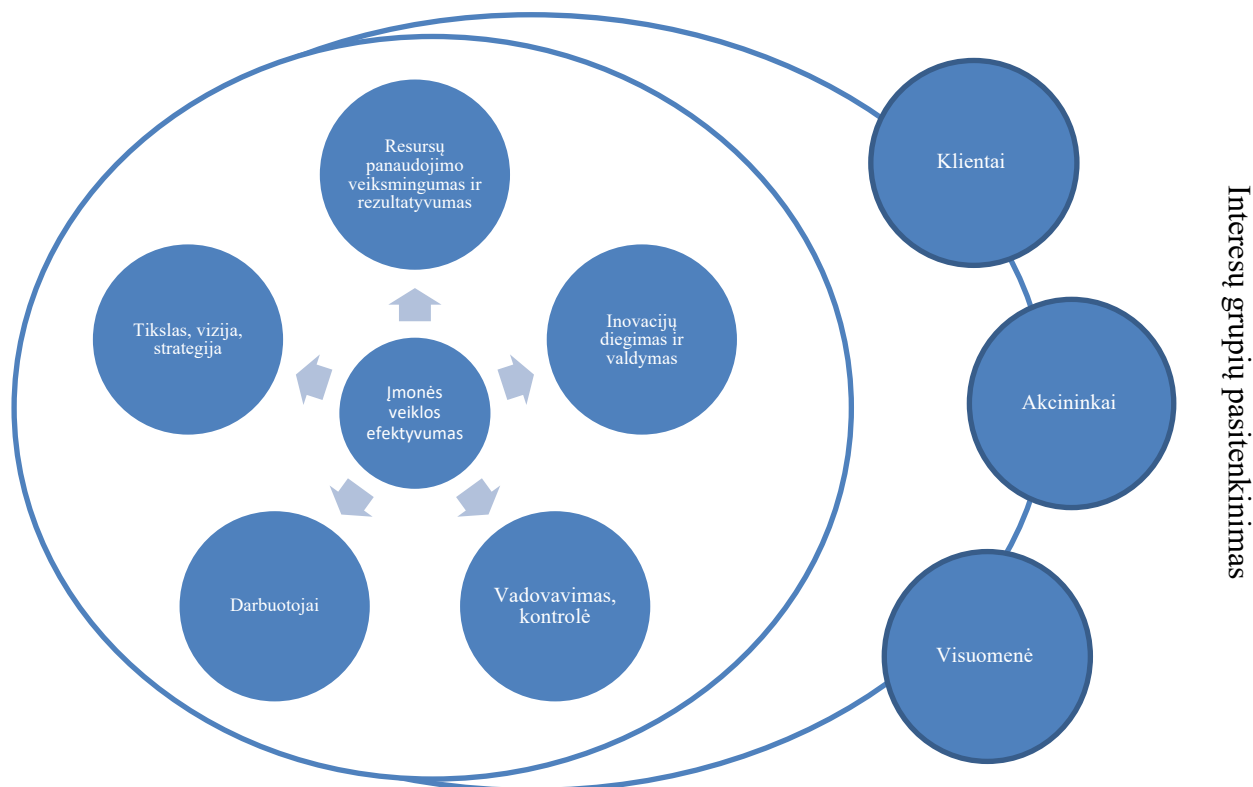 Resursų
panaudojimo
veiksmingumas ir
rezultatyvumas
Klientai
Tikslas, vizija,
strategija
Inovacijų
diegimas ir
valdymas
Įmonės
veiklos
efektyvumas
Akcininkai
Interesų grupių pasitenkinimas
Darbuotojai
Vadovavimas,
kontrolė
Visuomenė